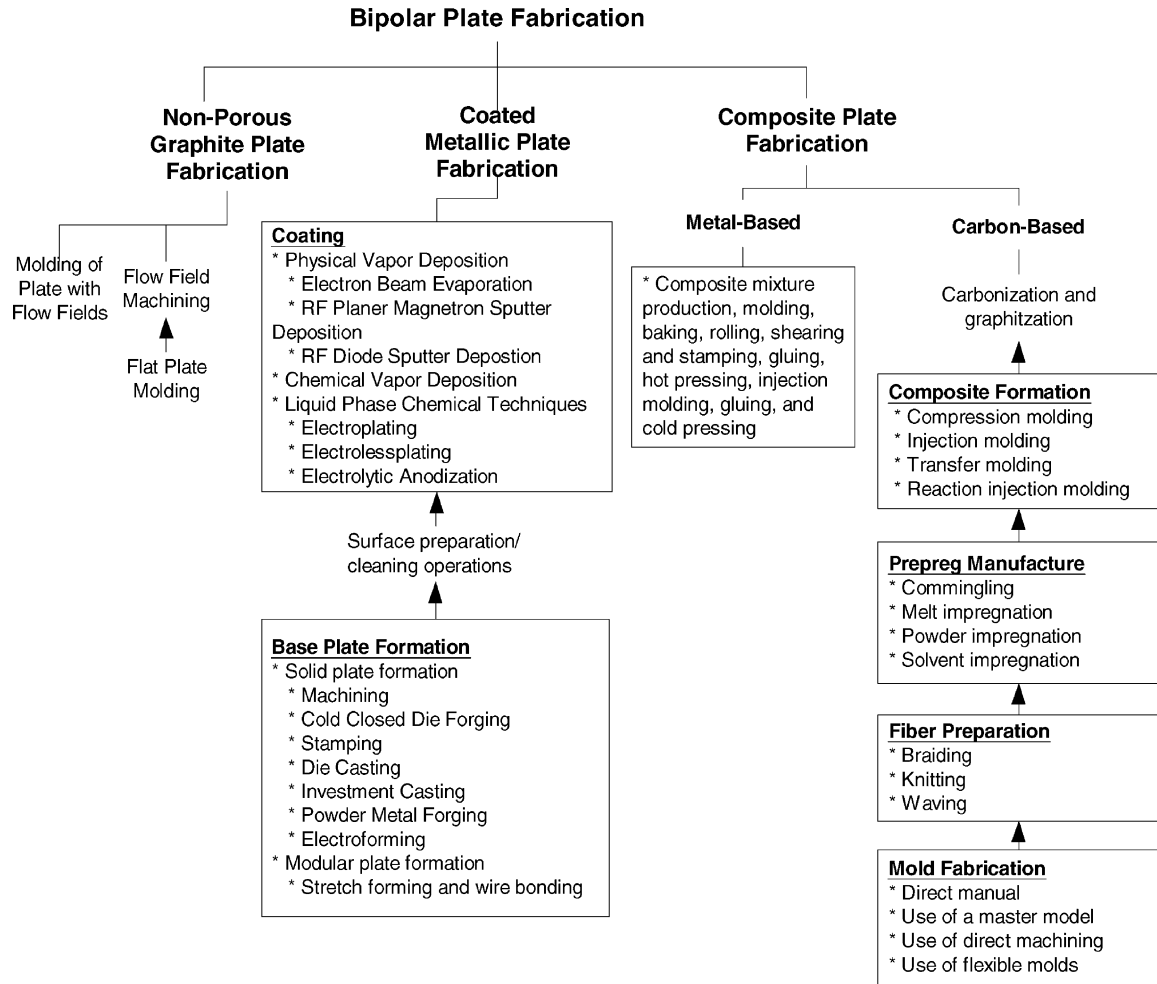 Bipolar Plate Fabrication
Non-Porous
Graphite Plate
Fabrication
Coated
Metallic Plate
Fabrication
Composite Plate
Fabrication
Molding of
Plate with
Flow Fields
Flow Field
Machining
Flat Plate
Molding
Coating
* Physical Vapor Deposition
* Electron Beam Evaporation
* RF Planer Magnetron Sputter
Deposition
* RF Diode Sputter Depostion
* Chemical Vapor Deposition
* Liquid Phase Chemical Techniques
* Electroplating
* Electrolessplating
* Electrolytic Anodization
Surface preparation/
cleaning operations
Base Plate Formation
* Solid plate formation
* Machining
* Cold Closed Die Forging
* Stamping
* Die Casting
* Investment Casting
* Powder Metal Forging
* Electroforming
* Modular plate formation
* Stretch forming and wire bonding
Metal-Based
* Composite mixture
production, molding,
baking, rolling, shearing
and stamping, gluing,
hot pressing, injection
molding, gluing, and
cold pressing
Carbon-Based
Carbonization and
graphitzation
Composite Formation
* Compression molding
* Injection molding
* Transfer molding
* Reaction injection molding
Prepreg Manufacture
* Commingling
* Melt impregnation
* Powder impregnation
* Solvent impregnation
Fiber Preparation
* Braiding
* Knitting
* Waving
Mold Fabrication
* Direct manual
* Use of a master model
* Use of direct machining
* Use of flexible molds